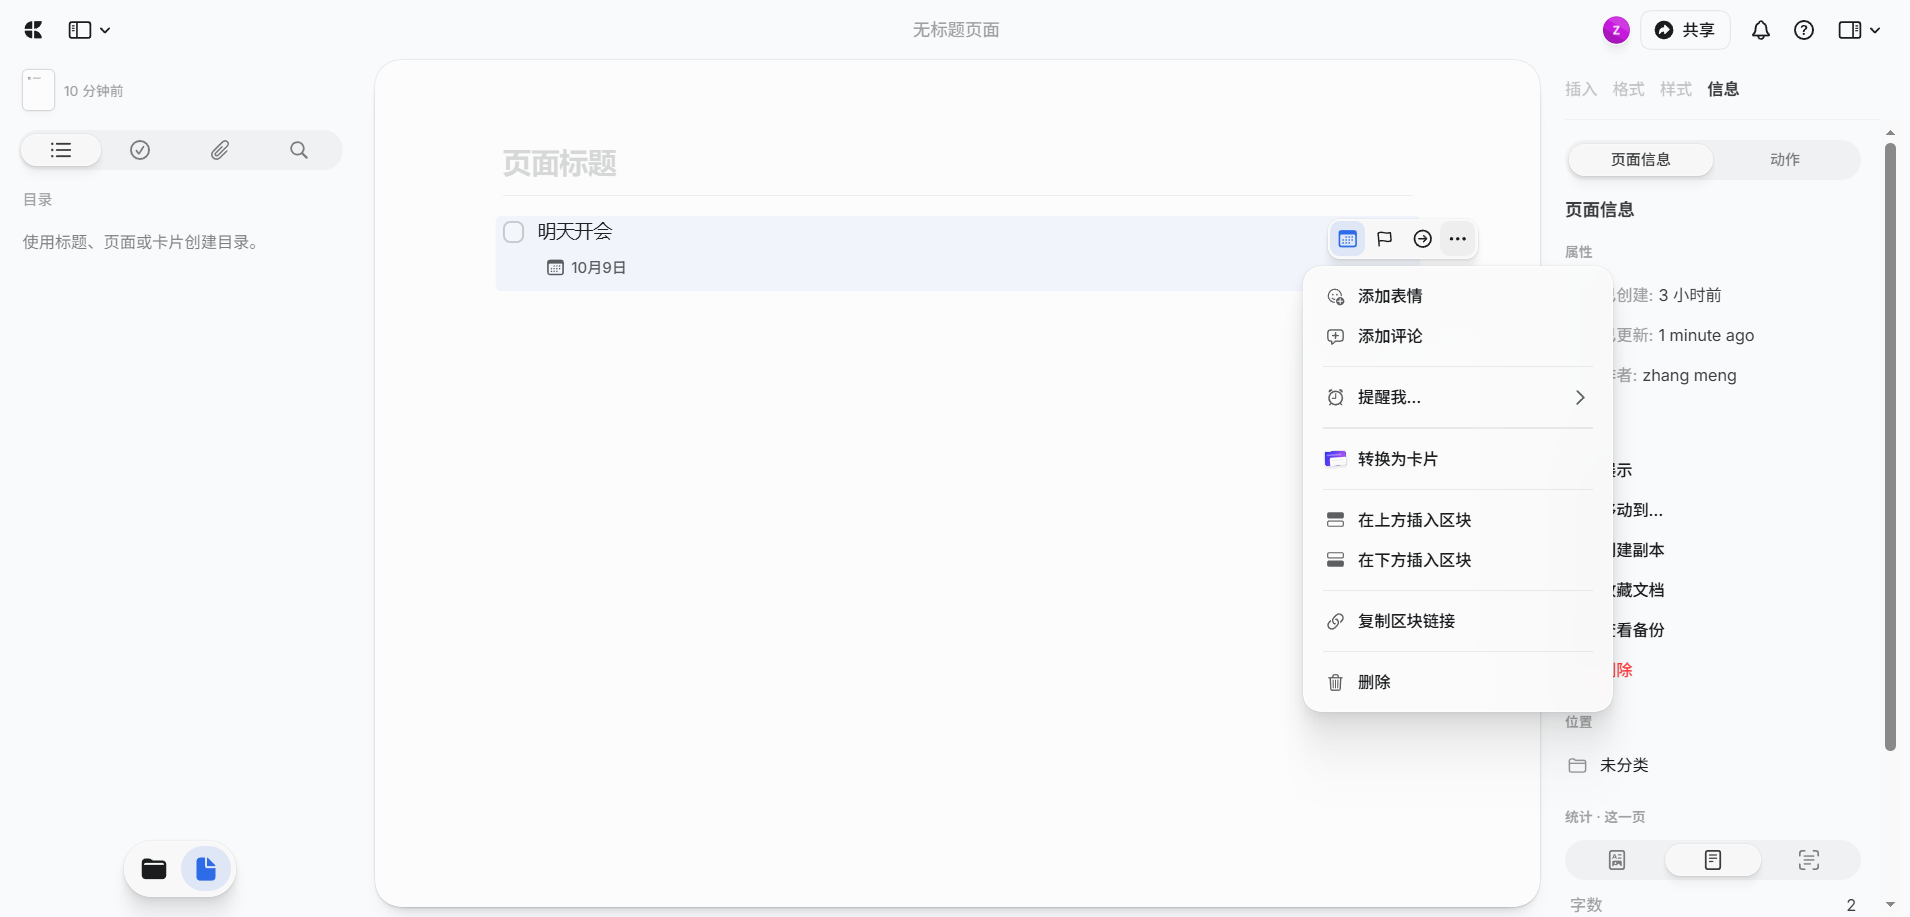 无标题页面
Z
共享
10 分钟前
目录
使用标题、页面或卡片创建目录。
页面标题
明天开会
10月9日
添加表情
添加评论
提醒我...
转换为卡片
在上方插入区块
在下方插入区块
复制区块链接
删除
插入 格式 样式 信息
页面信息 动作
页面信息
属性
创建: 3 小时前
更新: 1 minute ago
者: zhang meng
示
动到...
建副本
藏文档
看备份
除
位置
未分类
统计 · 这一页
字数 2